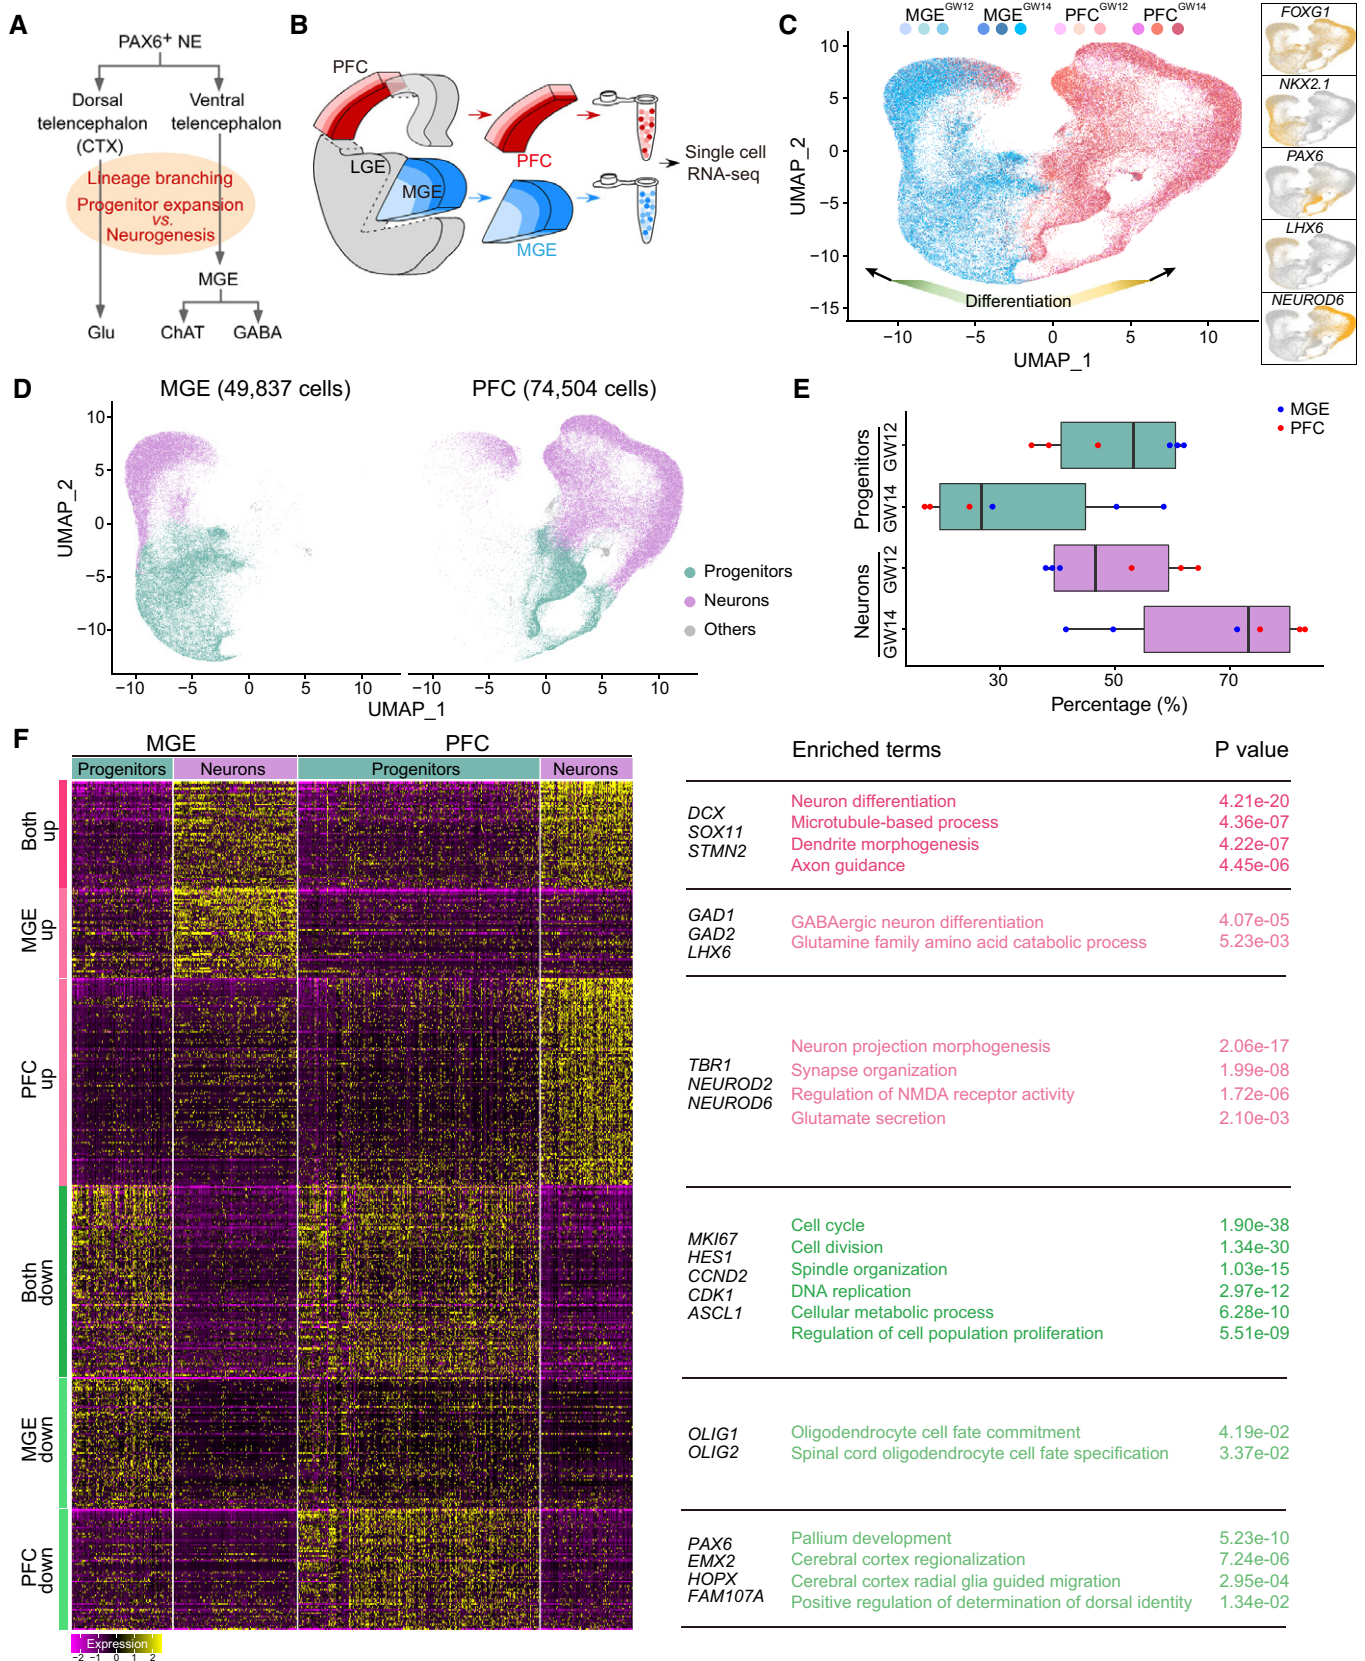 A
PAX6+ NE
Dorsal
telencephalon
(CTX)
Ventral
telencephalon
Lineage branching
Progenitor expansion
vs.
Neurogenesis
MGE
Glu
ChAT
GABA
B
PFC
LGE
MGE
PFC
MGE
Single cell
RNA-seq
C
MGE GW12
MGE GW14
PFC GW12
PFC GW14
UMAP_2
10
5
0
−5
−10
−15
Differentiation
−10
−5
0
5
10
UMAP_1
FOXG1
NKX2.1
PAX6
LHX6
NEUROD6
D
MGE (49,837 cells)
PFC (74,504 cells)
UMAP_2
10
5
0
−5
−10
−10
−5
0
5
10
−10
−5
0
5
10
UMAP_1
Progenitors
Neurons
Others
E
MGE
PFC
Progenitors
GW12
GW14
Neurons
GW12
GW14
30
50
70
Percentage (%)
F
MGE
PFC
Progenitors
Neurons
Progenitors
Neurons
Both
up
MGE
up
PFC
up
Both
down
MGE
down
PFC
down
Expression
−2 −1 0 1 2
Enriched terms
P value
DCX
SOX11
STMN2
Neuron differentiation 4.21e-20
Microtubule-based process 4.36e-07
Dendrite morphogenesis 4.22e-07
Axon guidance 4.45e-06
GAD1
GAD2
LHX6
GABAergic neuron differentiation 4.07e-05
Glutamine family amino acid catabolic process 5.23e-03
TBR1
NEUROD2
NEUROD6
Neuron projection morphogenesis 2.06e-17
Synapse organization 1.99e-08
Regulation of NMDA receptor activity 1.72e-06
Glutamate secretion 2.10e-03
MKI67
HES1
CCND2
CDK1
ASCL1
Cell cycle 1.90e-38
Cell division 1.34e-30
Spindle organization 1.03e-15
DNA replication 2.97e-12
Cellular metabolic process 6.28e-10
Regulation of cell population proliferation 5.51e-09
OLIG1
OLIG2
Oligodendrocyte cell fate commitment 4.19e-02
Spinal cord oligodendrocyte cell fate specification 3.37e-02
PAX6
EMX2
HOPX
FAM107A
Pallium development 5.23e-10
Cerebral cortex regionalization 7.24e-06
Cerebral cortex radial glia guided migration 2.95e-04
Positive regulation of determination of dorsal identity 1.34e-02